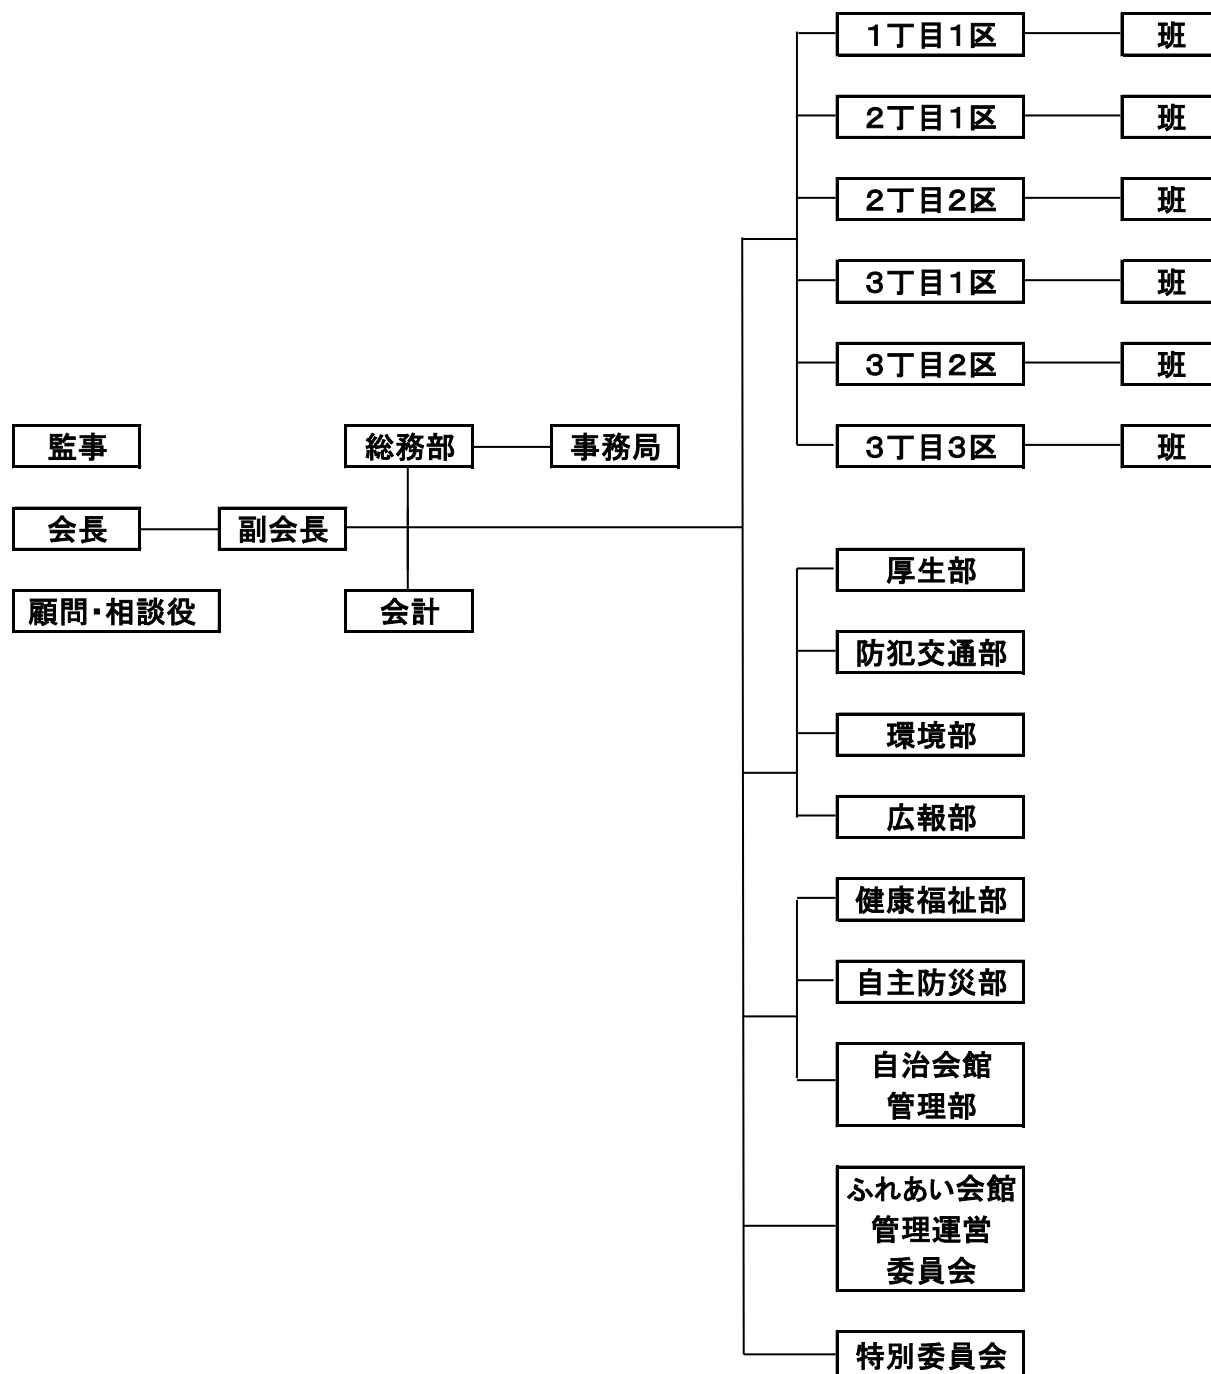 監事
会長
顧問・相談役
副会長
総務部
事務局
会計
1丁目1区
班
2丁目1区
班
2丁目2区
班
3丁目1区
班
3丁目2区
班
3丁目3区
班
厚生部
防犯交通部
環境部
広報部
健康福祉部
自主防災部
自治会館
管理部
ふれあい会館
管理運営
委員会
特別委員会